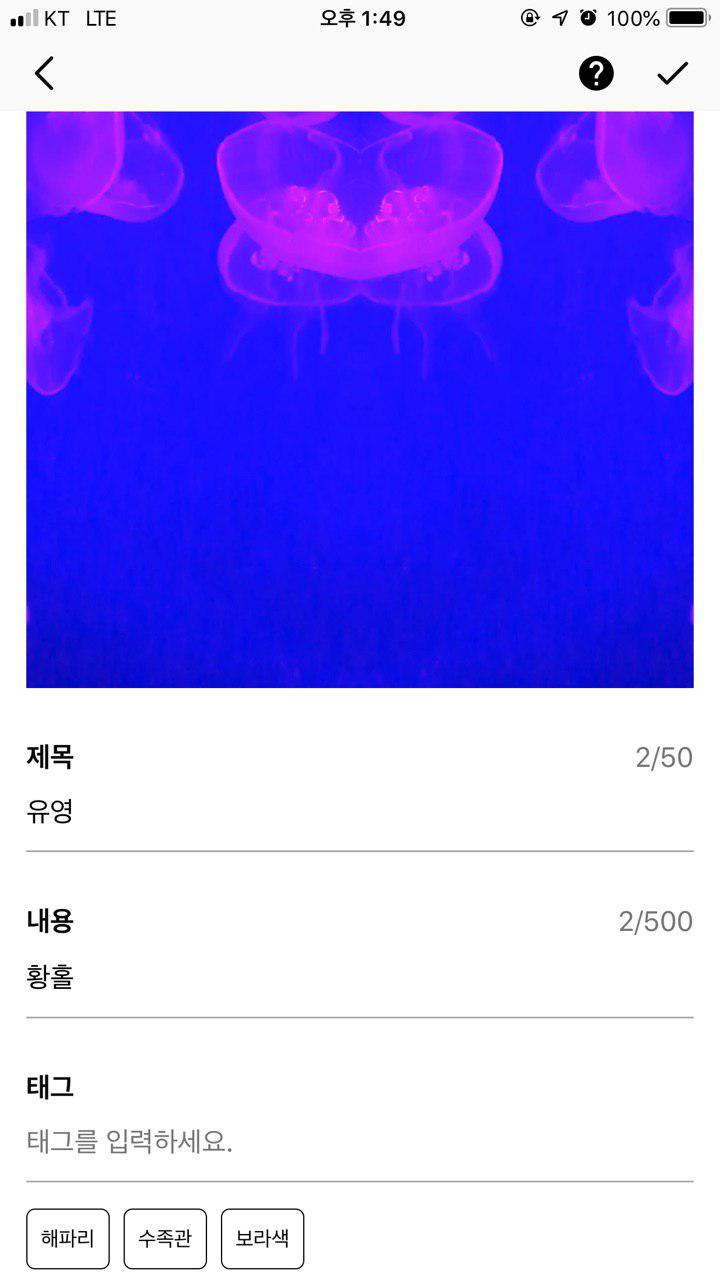 KT LTE 오후 1:49 100%
?
제목 2/50
유영
내용 2/500
황홀
태그
태그를 입력하세요.
해파리 수족관 보라색